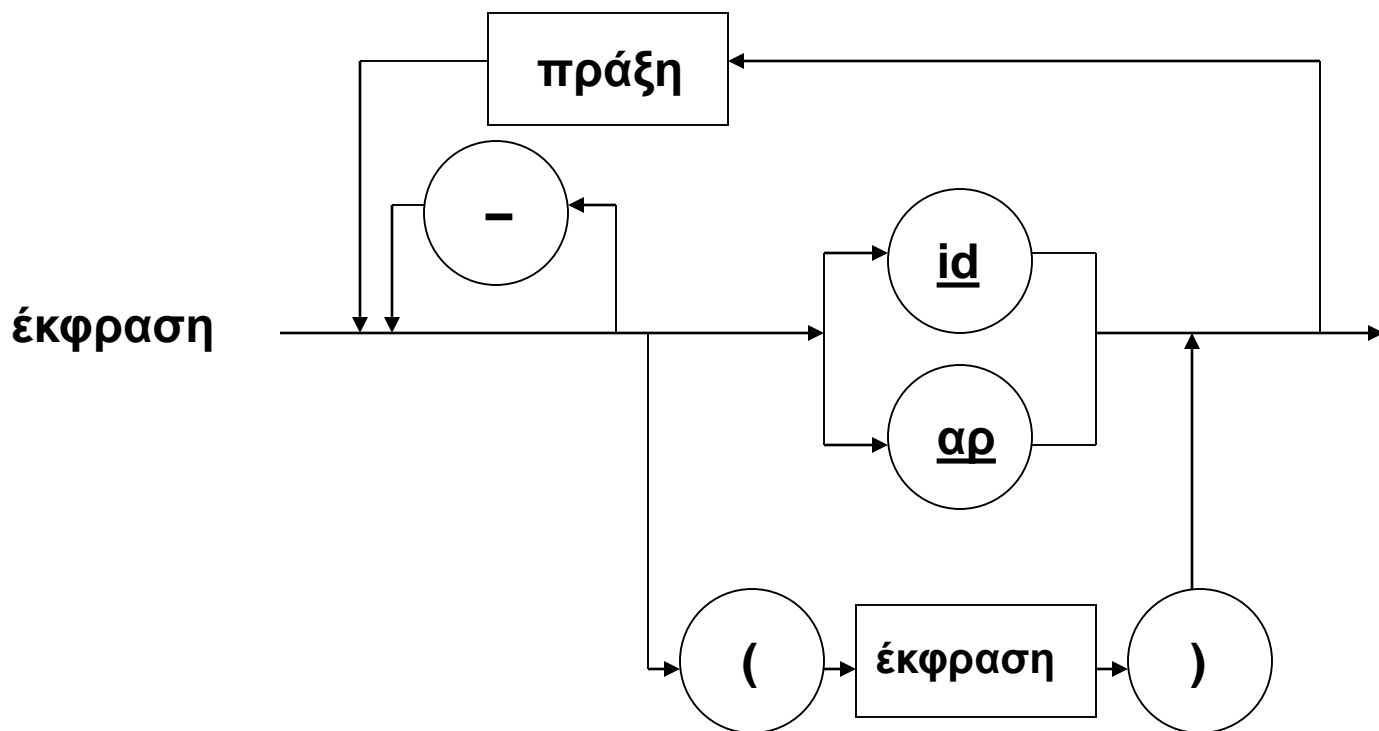 πράξη
–
id
έκφραση
αρ
( έκφραση )